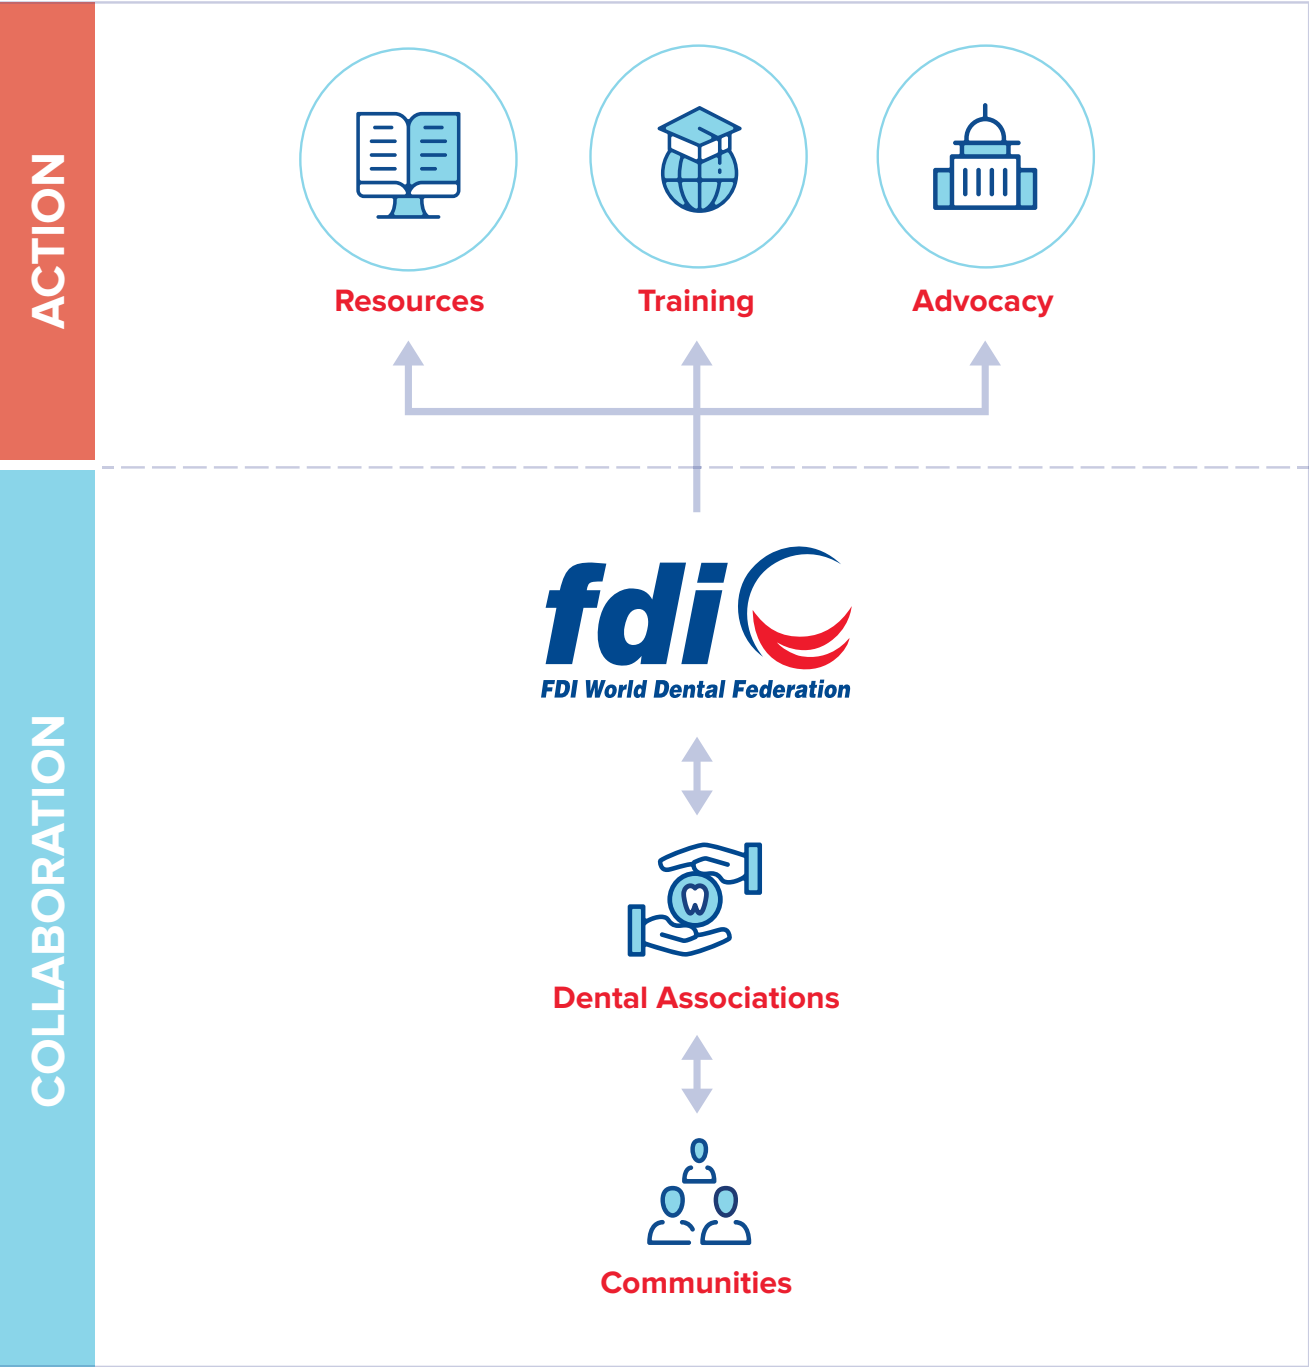 ACTION
Resources
Training
Advocacy
COLLABORATION
fdi
FDI World Dental Federation
Dental Associations
Communities